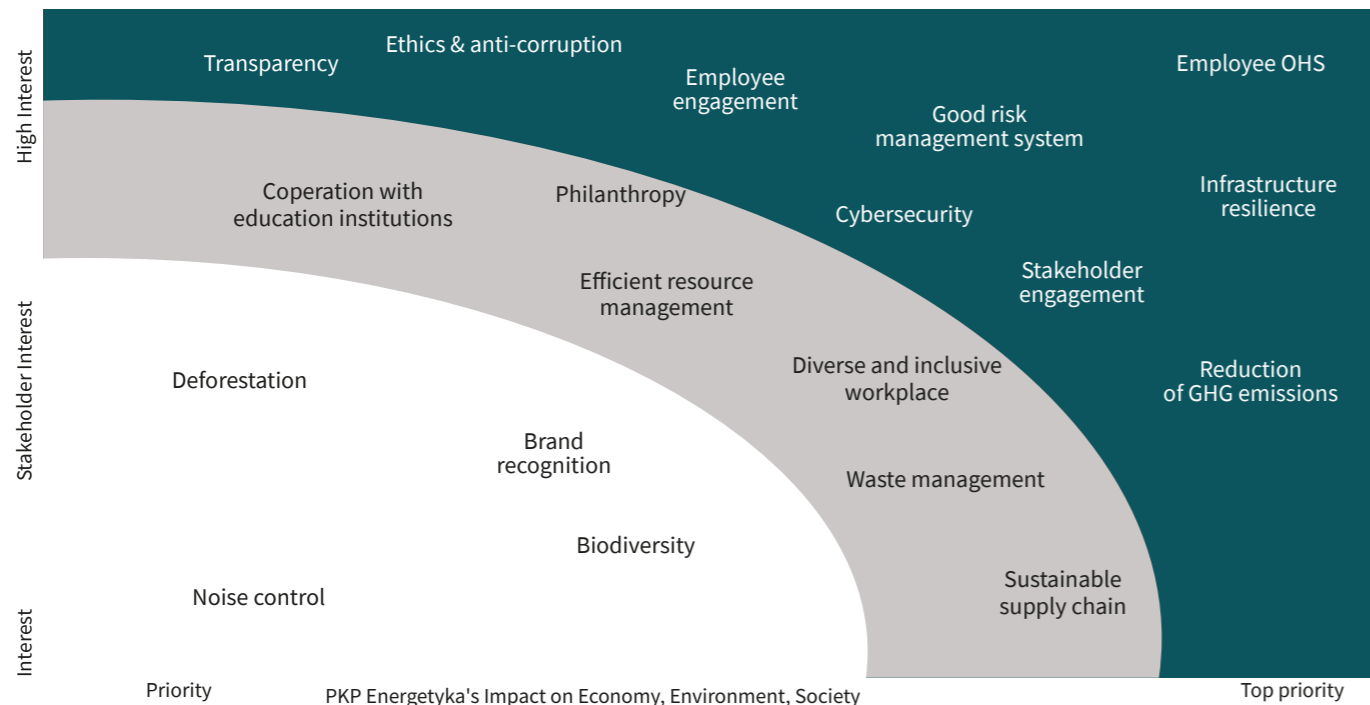 High Interest
Stakeholder Interest
Interest
Transparency
Ethics & anti-corruption
Employee
engagement
Good risk
management system
Employee OHS
Infrastructure
resilience
Cybersecurity
Stakeholder
engagement
Reduction
of GHG emissions
Coperation with
education institutions
Philanthropy
Efficient resource
management
Diverse and inclusive
workplace
Waste management
Sustainable
supply chain
Deforestation
Brand
recognition
Biodiversity
Noise control
Priority
PKP Energetyka's Impact on Economy, Environment, Society
Top priority